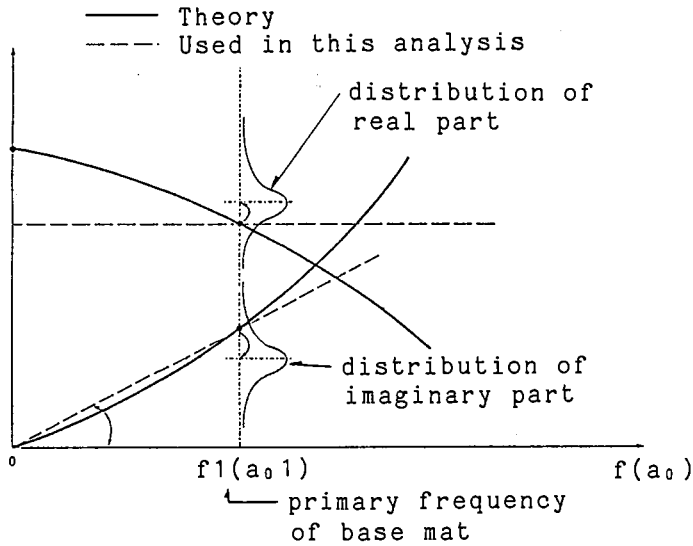 Theory
Used in this analysis
distribution of
real part
distribution of
imaginary part
0
f1(a₀1)
f(a₀)
primary frequency
of base mat